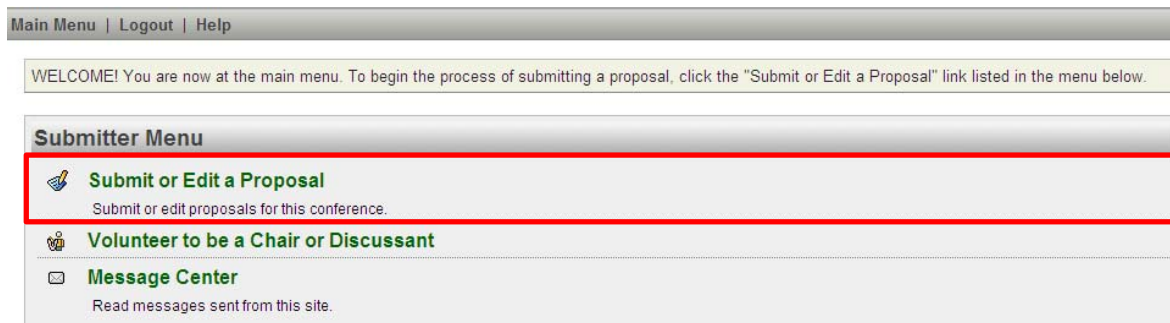 Main Menu | Logout | Help
WELCOME! You are now at the main menu. To begin the process of submitting a proposal, click the "Submit or Edit a Proposal" link listed in the menu below.
Submitter Menu
Submit or Edit a Proposal
Submit or edit proposals for this conference.
Volunteer to be a Chair or Discussant
Message Center
Read messages sent from this site.